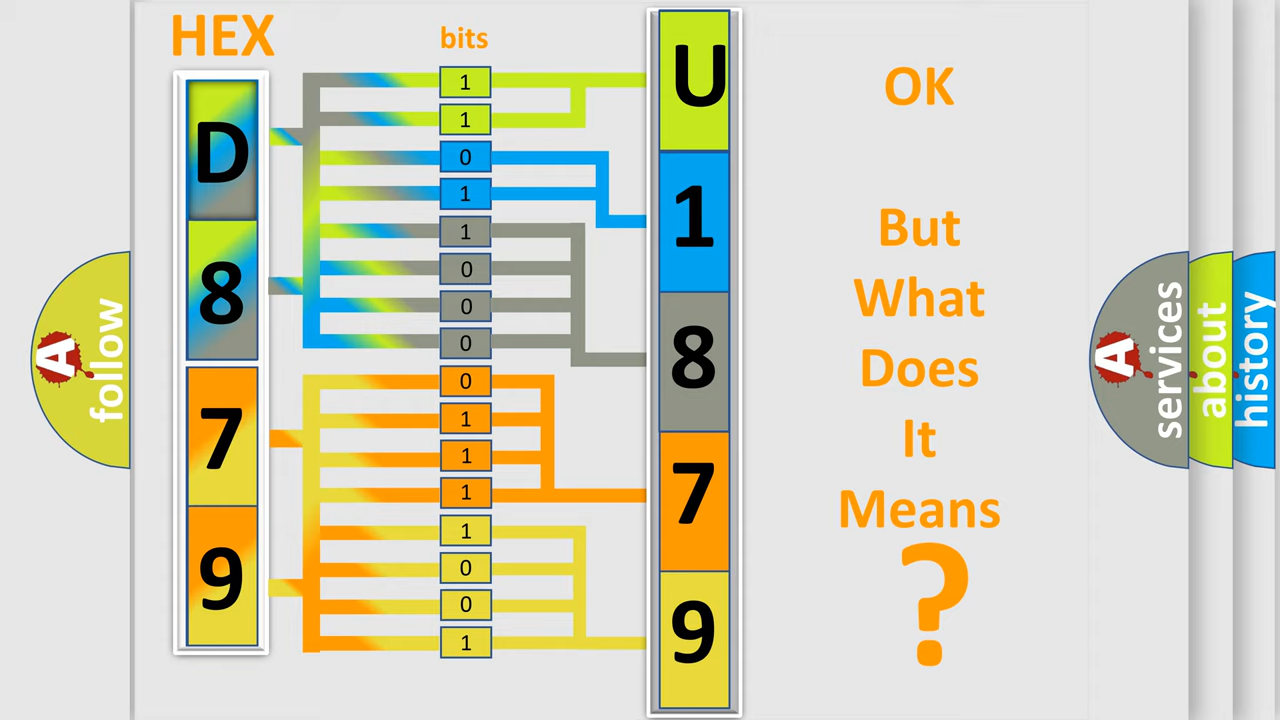 HEX
bits
D
8
7
9
1
1
0
1
1
0
0
0
0
1
1
1
1
0
0
1
U
1
8
7
9
OK
But
What
Does
It
Means
?
A
follow
A
services
about
history